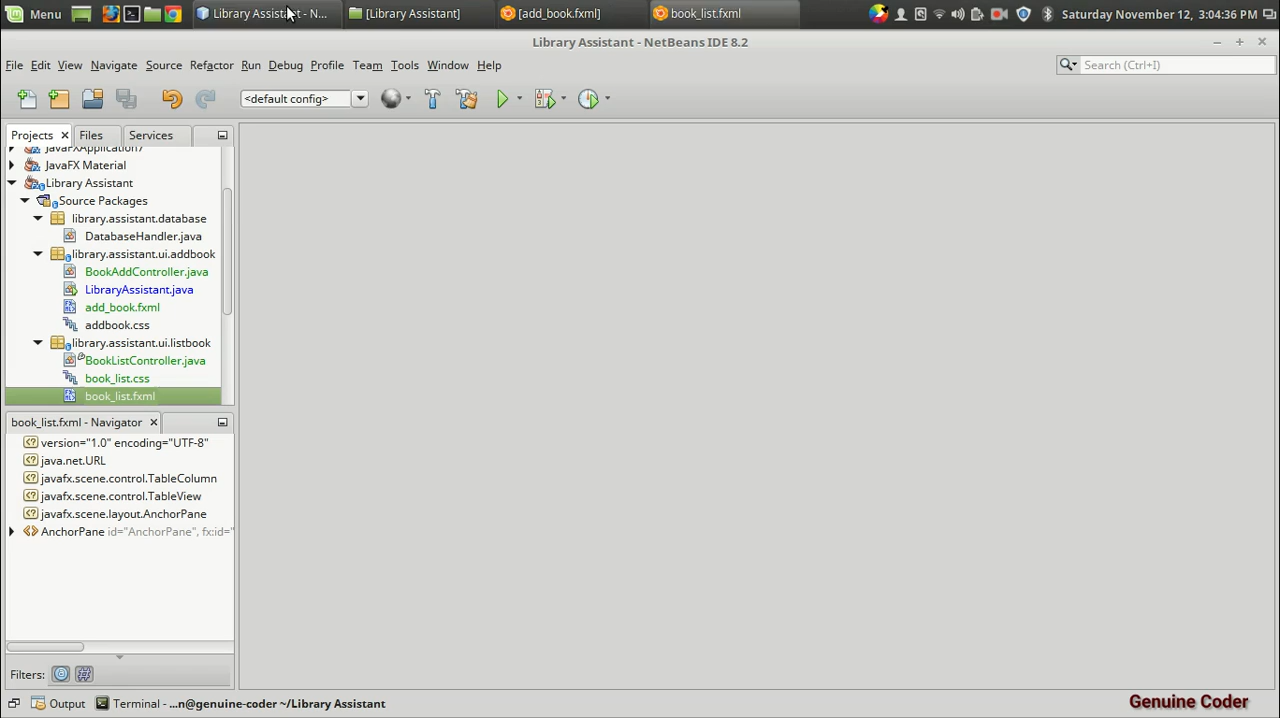 Menu
Library Assistant - N...
[Library Assistant]
[add_book.fxml]
book_list.fxml
Saturday November 12, 3:04:36 PM
Library Assistant - NetBeans IDE 8.2
File Edit View Navigate Source Refactor Run Debug Profile Team Tools Window Help
Search (Ctrl+I)
<default config>
Projects
Files
Services
JavaFXApplication7
JavaFX Material
Library Assistant
Source Packages
library.assistant.database
DatabaseHandler.java
library.assistant.ui.addbook
BookAddController.java
LibraryAssistant.java
add_book.fxml
addbook.css
library.assistant.ui.listbook
BookListController.java
book_list.css
book_list.fxml
book_list.fxml - Navigator
version="1.0" encoding="UTF-8"
java.net.URL
javafx.scene.control.TableColumn
javafx.scene.control.TableView
javafx.scene.layout.AnchorPane
AnchorPane id="AnchorPane", fx:id="
Filters:
Output
Terminal - ...n@genuine-coder ~/Library Assistant
Genuine Coder